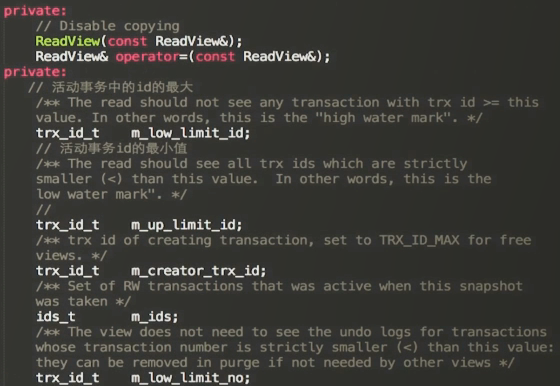 private:
// Disable copying
ReadView(const ReadView&);
ReadView& operator=(const ReadView&);
private:
// 活动事务中的id的最大
/** The read should not see any transaction with trx id >= this
value. In other words, this is the "high water mark". */
trx_id_t m_low_limit_id;
// 活动事务id的最小值
/** The read should see all trx ids which are strictly
smaller (<) than this value. In other words, this is the
low water mark". */
//
trx_id_t m_up_limit_id;
/** trx id of creating transaction, set to TRX_ID_MAX for free
views. */
trx_id_t m_creator_trx_id;
/** Set of RW transactions that was active when this snapshot
was taken */
ids_t m_ids;
/** The view does not need to see the undo logs for transactions
whose transaction number is strictly smaller (<) than this value:
they can be removed in purge if not needed by other views */
trx_id_t m_low_limit_no;